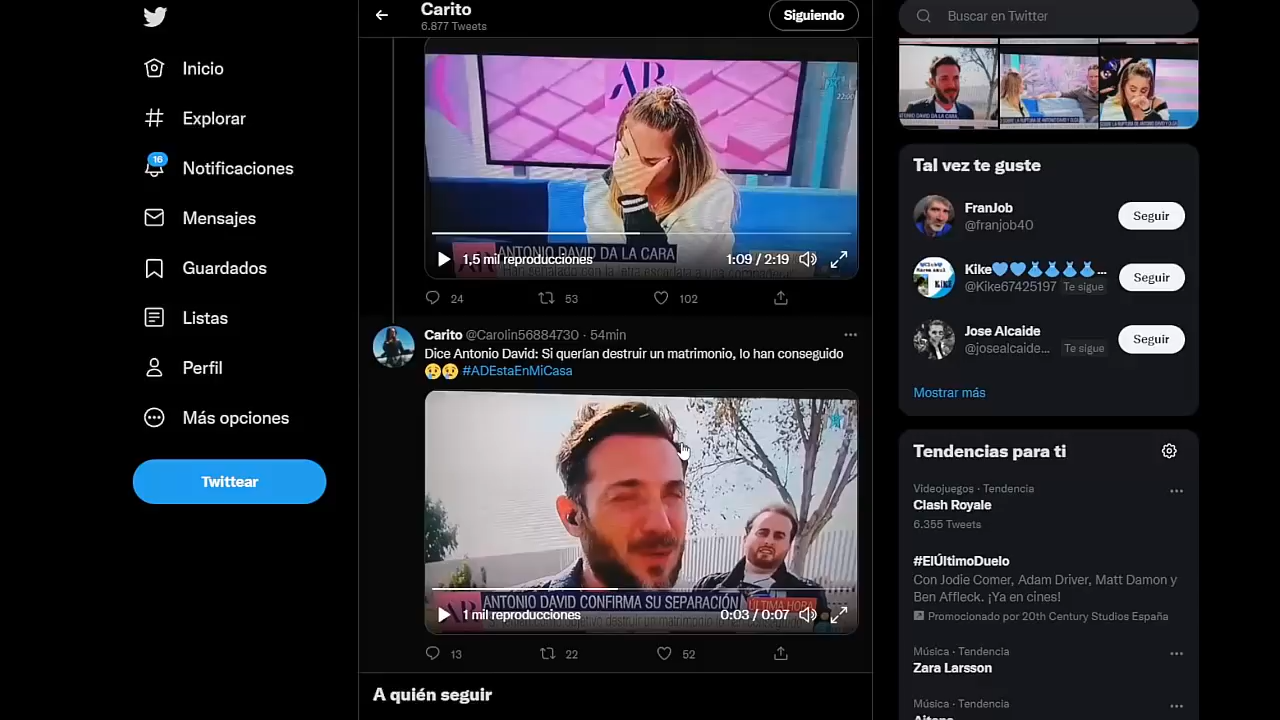 Inicio
Explorar
16
Notificaciones
Mensajes
Guardados
Listas
Perfil
Más opciones
Twittear
Carito
6.877 Tweets
Siguiendo
AR
ANTONIO DAVID DA LA CARA
1,5 mil reproducciones
1:09 / 2:19
24
53
102
Carito @Carolin56884730 · 54min
Dice Antonio David: Si querían destruir un matrimonio, lo han conseguido
😢😢 #ADEstaEnMiCasa
ANTONIO DAVID CONFIRMA SU SEPARACIÓN
ÚLTIMA HORA
1 mil reproducciones
0:03 / 0:07
13
22
52
A quién seguir
Buscar en Twitter
Tal vez te guste
FranJob
@franjob40
Seguir
Kike💙💙👗👗👗👗...
@Kike67425197 Te sigue
Seguir
Jose Alcaide
@josealcaide... Te sigue
Seguir
Mostrar más
Tendencias para ti
Videojuegos · Tendencia
Clash Royale
6.355 Tweets
#ElÚltimoDuelo
Con Jodie Comer, Adam Driver, Matt Damon y
Ben Affleck. ¡Ya en cines!
Promocionado por 20th Century Studios España
Música · Tendencia
Zara Larsson
Música · Tendencia